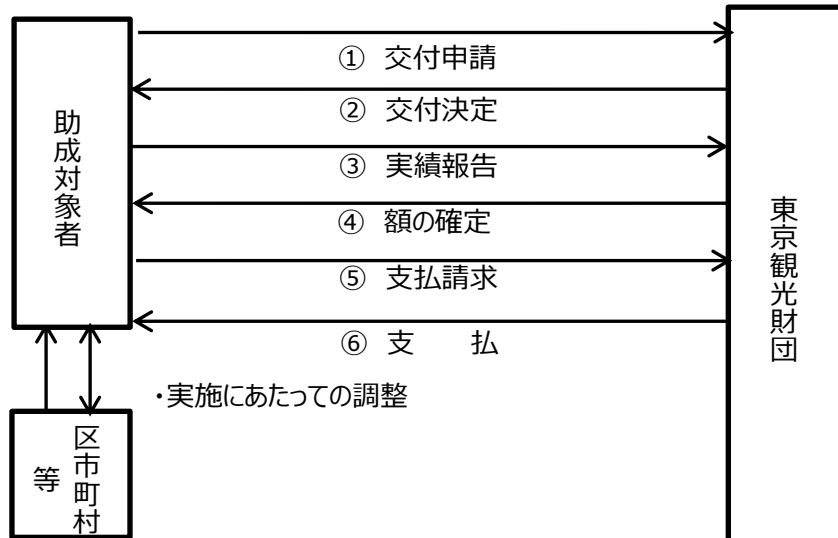 ① 交付申請
② 交付決定
③ 実績報告
④ 額の確定
⑤ 支払請求
⑥ 支　　払
助成対象者
東京観光財団
・実施にあたっての調整
区市町村
等